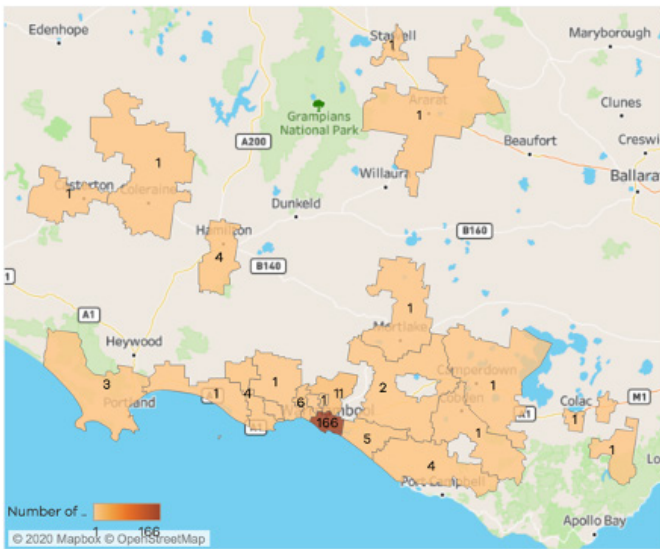 Edenhope
Stawell
1
Maryborough
Grampians
National Park
Ararat
1
Clunes
A200
Creswi
Beaufort
1
Willaura
Ballara
Casterton
1
Coleraine
Dunkeld
Hamilton
4
B160
B140
1
1
A1
Mortlake
Heywood
Camperdown
3
Portland
1
4
1
6
1
11
2
1
Cobden
Colac
M1
A1
1
A1
166
5
1
1
Lo
4
Port Campbell
Number of ..
1
166
Apollo Bay
© 2020 Mapbox © OpenStreetMap